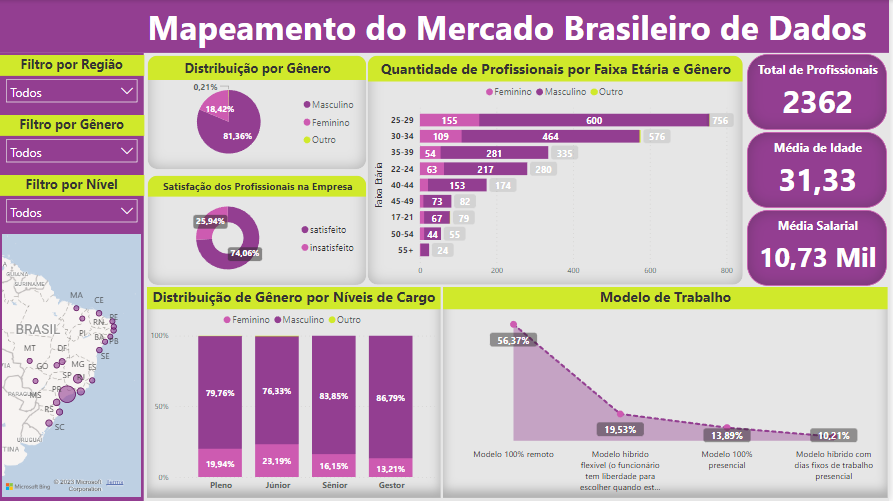 Mapeamento do Mercado Brasileiro de Dados
Filtro por Região
Todos
Filtro por Gênero
Todos
Filtro por Nível
Todos
GUIANA
SURINAME
BRASIL
MA
CE
RN
PE
PI
BA
PB
SE
MT
DF
GO
MG
ES
SP
RJ
MS
PR
PARAGUAI
RS
SC
URUGUAI
TINA
Microsoft Bing
© 2023 Microsoft Corporation
Terms
Distribuição por Gênero
0,21%
18,42%
81,36%
Masculino
Feminino
Outro
Satisfação dos Profissionais na Empresa
25,94%
74,06%
satisfeito
insatisfeito
Quantidade de Profissionais por Faixa Etária e Gênero
Feminino Masculino Outro
Faixa Etária
25-29 155 600 756
30-34 109 464 576
35-39 54 281 335
22-24 63 217 280
40-44 153 174
45-49 73 82
17-21 67 79
50-54 44 55
55+ 24
0 200 400 600 800
Total de Profissionais
2362
Média de Idade
31,33
Média Salarial
10,73 Mil
Distribuição de Gênero por Níveis de Cargo
Feminino Masculino Outro
100%
50%
0%
79,76% 76,33% 83,85% 86,79%
19,94% 23,19% 16,15% 13,21%
Pleno Júnior Sênior Gestor
Modelo de Trabalho
56,37%
19,53%
13,89%
10,21%
Modelo 100% remoto
Modelo híbrido
flexível (o funcionário
tem liberdade para
escolher quando est...
Modelo 100%
presencial
Modelo híbrido com
dias fixos de trabalho
presencial